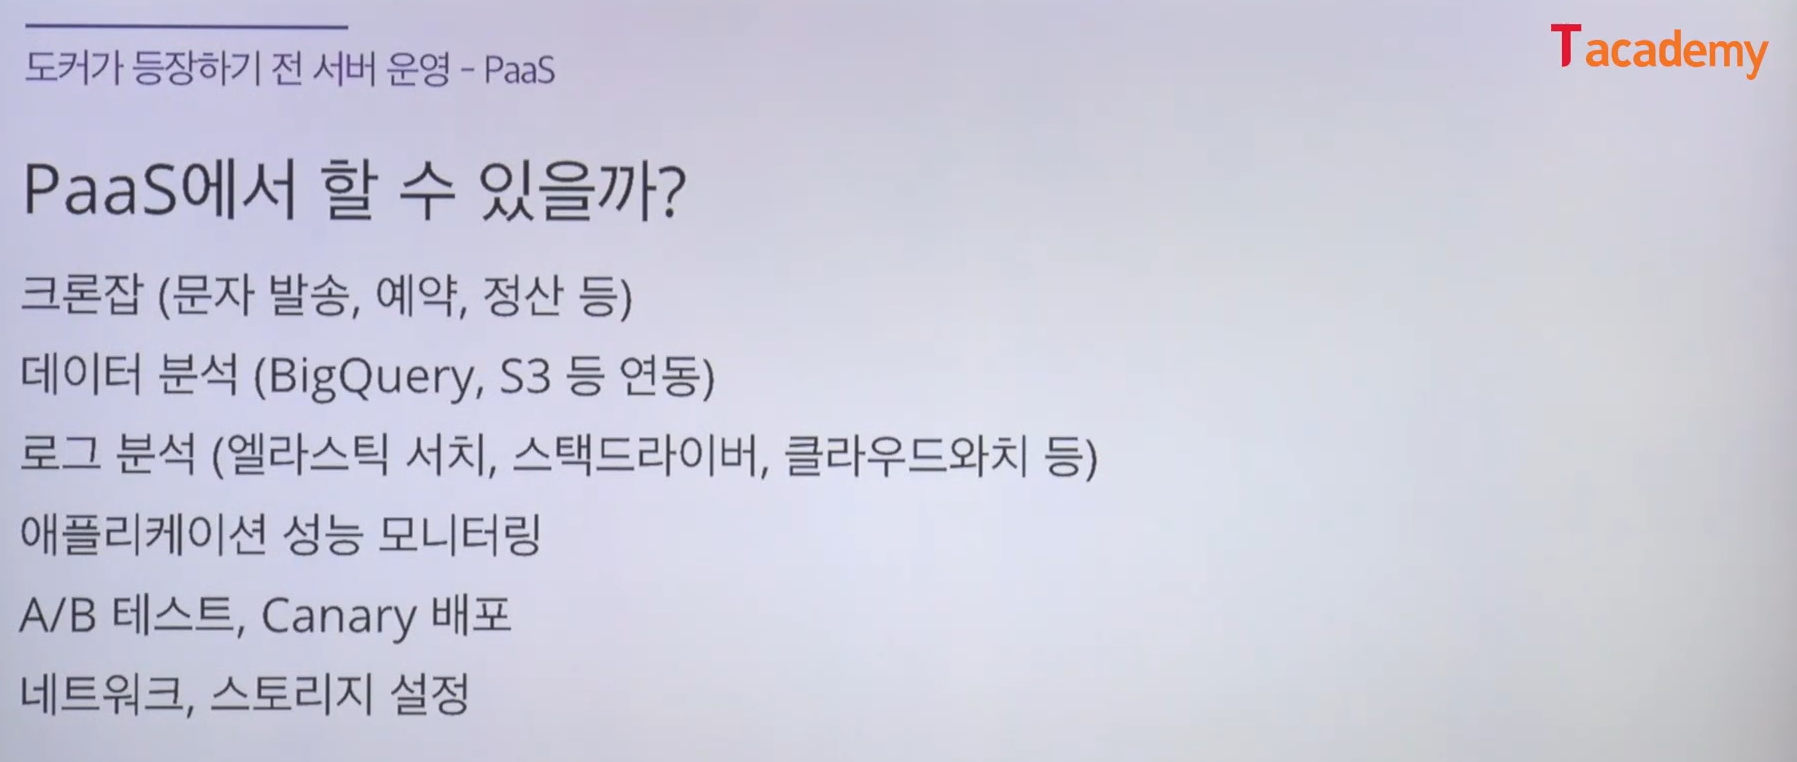 도커가 등장하기 전 서버 운영 – PaaS
T academy
PaaS에서 할 수 있을까?
크론잡 (문자 발송, 예약, 정산 등)
데이터 분석 (BigQuery, S3 등 연동)
로그 분석 (엘라스틱 서치, 스택드라이버, 클라우드와치 등)
애플리케이션 성능 모니터링
A/B 테스트, Canary 배포
네트워크, 스토리지 설정